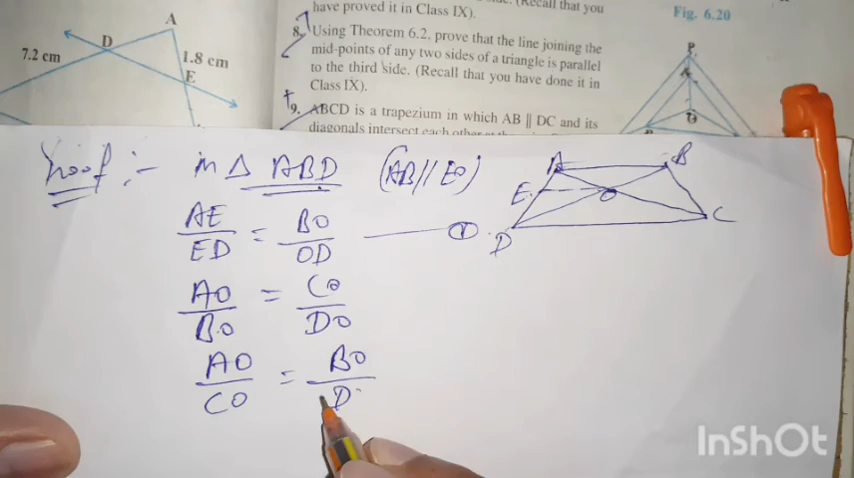 have proved it in Class IX).
Fig. 6.20
8. Using Theorem 6.2, prove that the line joining the
mid-points of any two sides of a triangle is parallel
to the third side. (Recall that you have done it in
Class IX).
9. ABCD is a trapezium in which AB || DC and its
diagonals intersect each other
A
D
7.2 cm
1.8 cm
E
P
Proof :- in Δ ABD (AB//EO)
AE/ED = BO/OD ——— ①
AO/BO = CO/DO
AO/CO = BO/D
A
B
E
O
D
C
InShOt